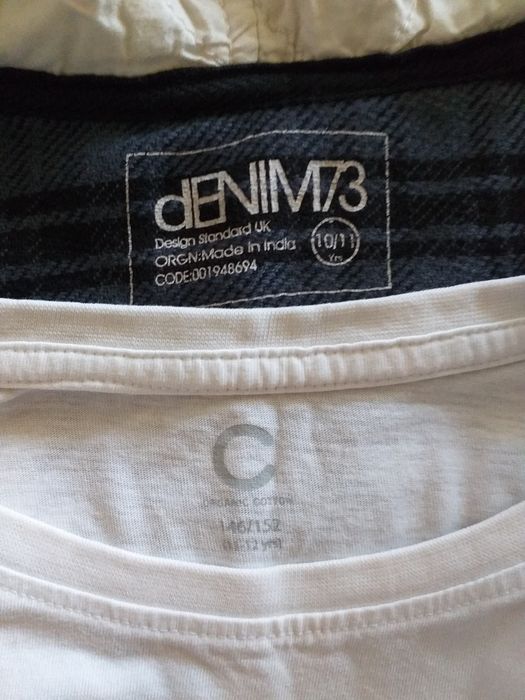 dENIM73
Design Standard UK
ORGN:Made In India
CODE:001948694
10/11
Yrs
C
ORGANIC COTTON
146/152
(11-12 yrs)